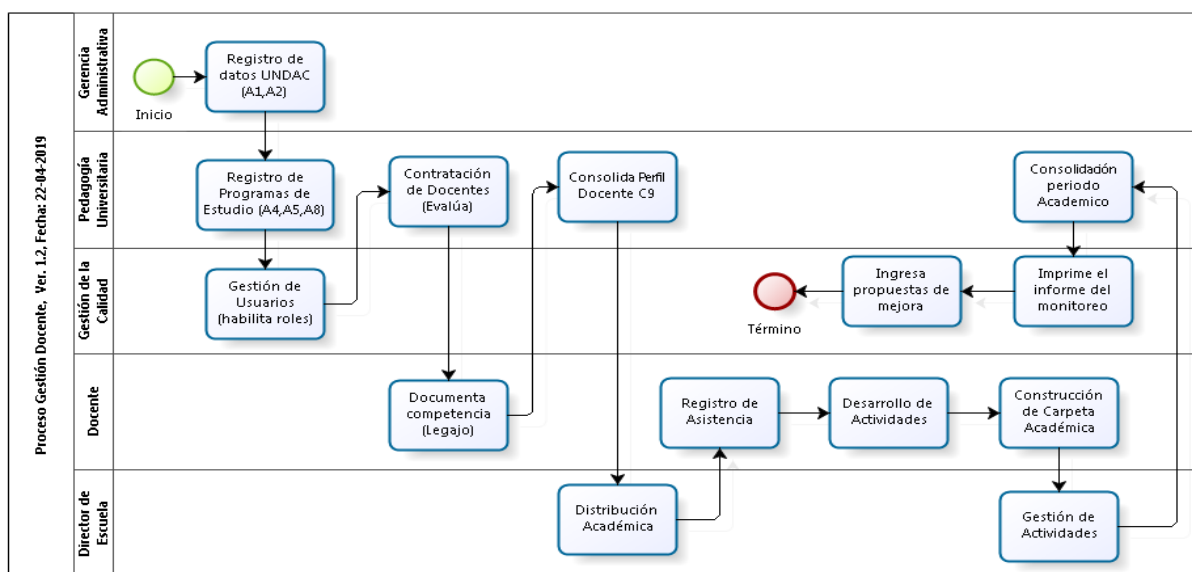 Proceso Gestión Docente, Ver. 1.2, Fecha: 22-04-2019
Gerencia
Administrativa
Inicio
Registro de
datos UNDAC
(A1,A2)
Pedagogía
Universitaria
Registro de
Programas de
Estudio (A4,A5,A8)
Contratación
de Docentes
(Evalúa)
Consolida Perfil
Docente C9
Consolidación
periodo
Academico
Gestión de la
Calidad
Gestión de
Usuarios
(habilita roles)
Término
Ingresa
propuestas de
mejora
Imprime el
informe del
monitoreo
Docente
Documenta
competencia
(Legajo)
Registro de
Asistencia
Desarrollo de
Actividades
Construcción
de Carpeta
Académica
Director de
Escuela
Distribución
Académica
Gestión de
Actividades